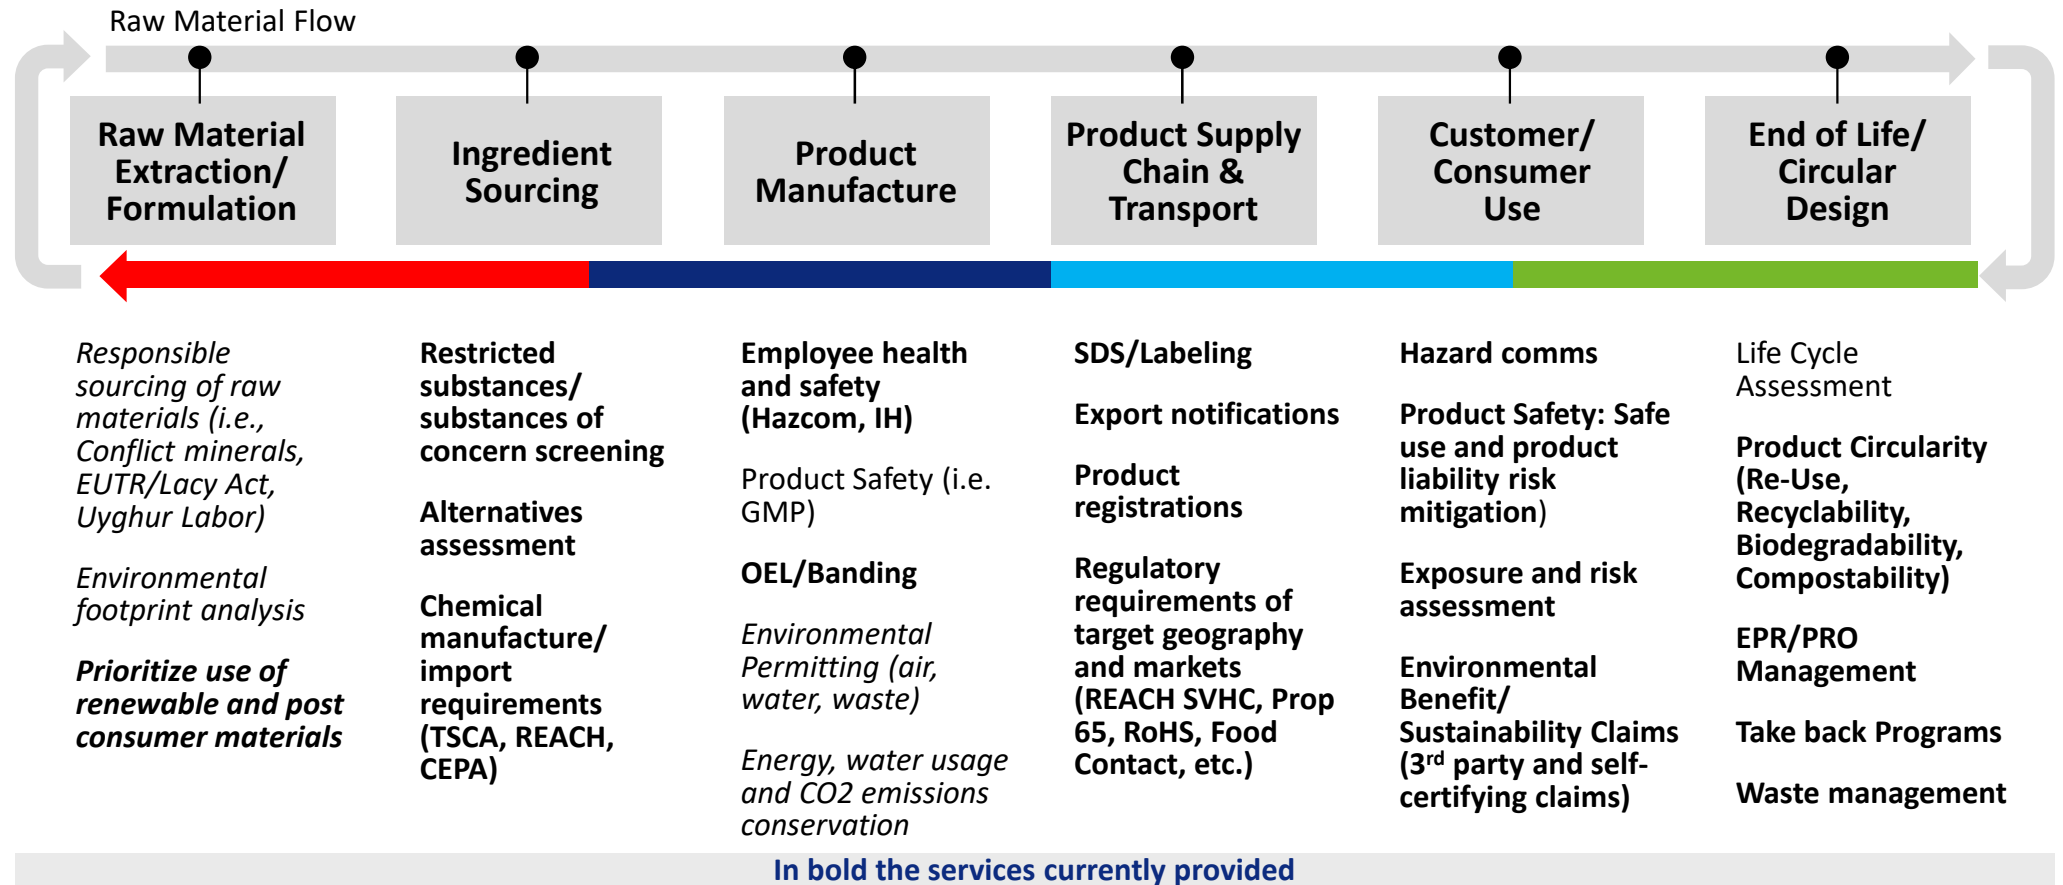 Raw Material Flow
Raw Material
Extraction/
Formulation
Ingredient
Sourcing
Product
Manufacture
Product Supply
Chain &
Transport
Customer/
Consumer
Use
End of Life/
Circular
Design
Responsible
sourcing of raw
materials (i.e.,
Conflict minerals,
EUTR/Lacy Act,
Uyghur Labor)
Environmental
footprint analysis
Prioritize use of
renewable and post
consumer materials
Restricted
substances/
substances of
concern screening
Alternatives
assessment
Chemical
manufacture/
import
requirements
(TSCA, REACH,
CEPA)
Employee health
and safety
(Hazcom, IH)
Product Safety (i.e.
GMP)
OEL/Banding
Environmental
Permitting (air,
water, waste)
Energy, water usage
and CO2 emissions
conservation
SDS/Labeling
Export notifications
Product
registrations
Regulatory
requirements of
target geography
and markets
(REACH SVHC, Prop
65, RoHS, Food
Contact, etc.)
Hazard comms
Product Safety: Safe
use and product
liability risk
mitigation)
Exposure and risk
assessment
Environmental
Benefit/
Sustainability Claims
(3rd party and self-
certifying claims)
Life Cycle
Assessment
Product Circularity
(Re-Use,
Recyclability,
Biodegradability,
Compostability)
EPR/PRO
Management
Take back Programs
Waste management
In bold the services currently provided